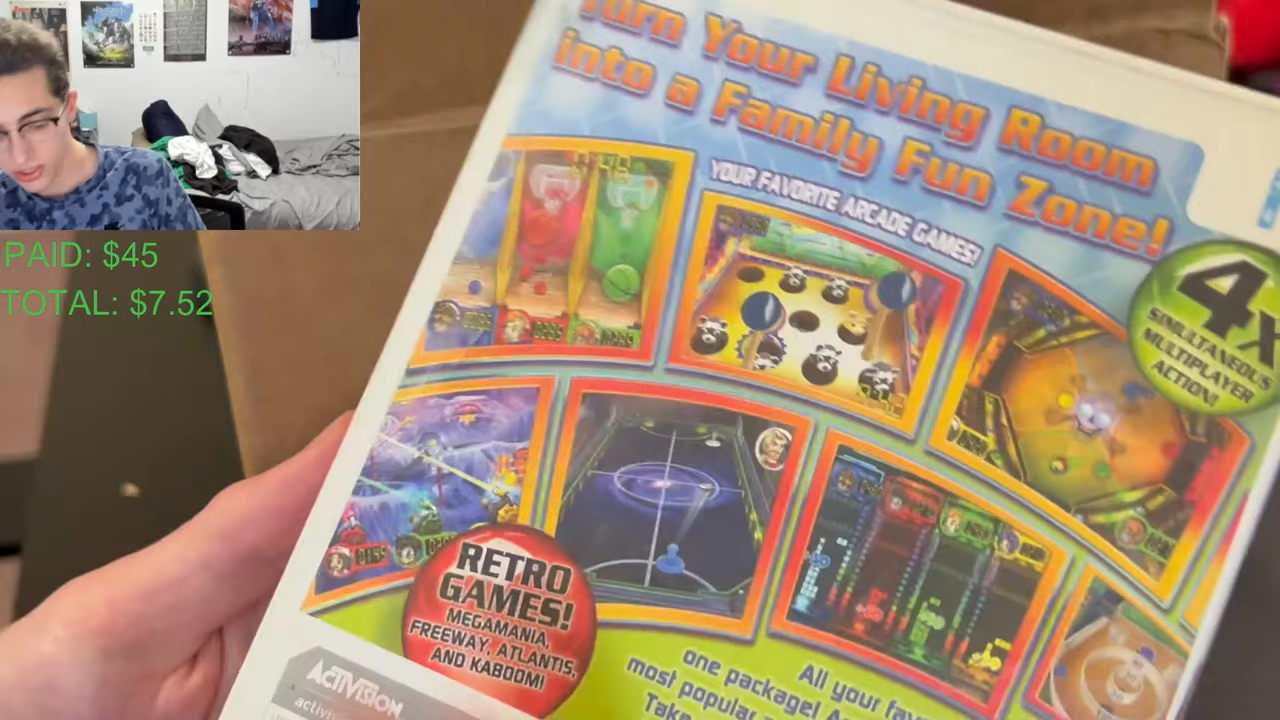 Turn Your Living Room
into a Family Fun Zone!
YOUR FAVORITE ARCADE GAMES!
4X
SIMULTANEOUS
MULTIPLAYER
ACTION!
PAID: $45
TOTAL: $7.52
RETRO
GAMES!
MEGAMANIA,
FREEWAY, ATLANTIS,
AND KABOOM!
ACTIVISION
All your
one package!
most popular
Take